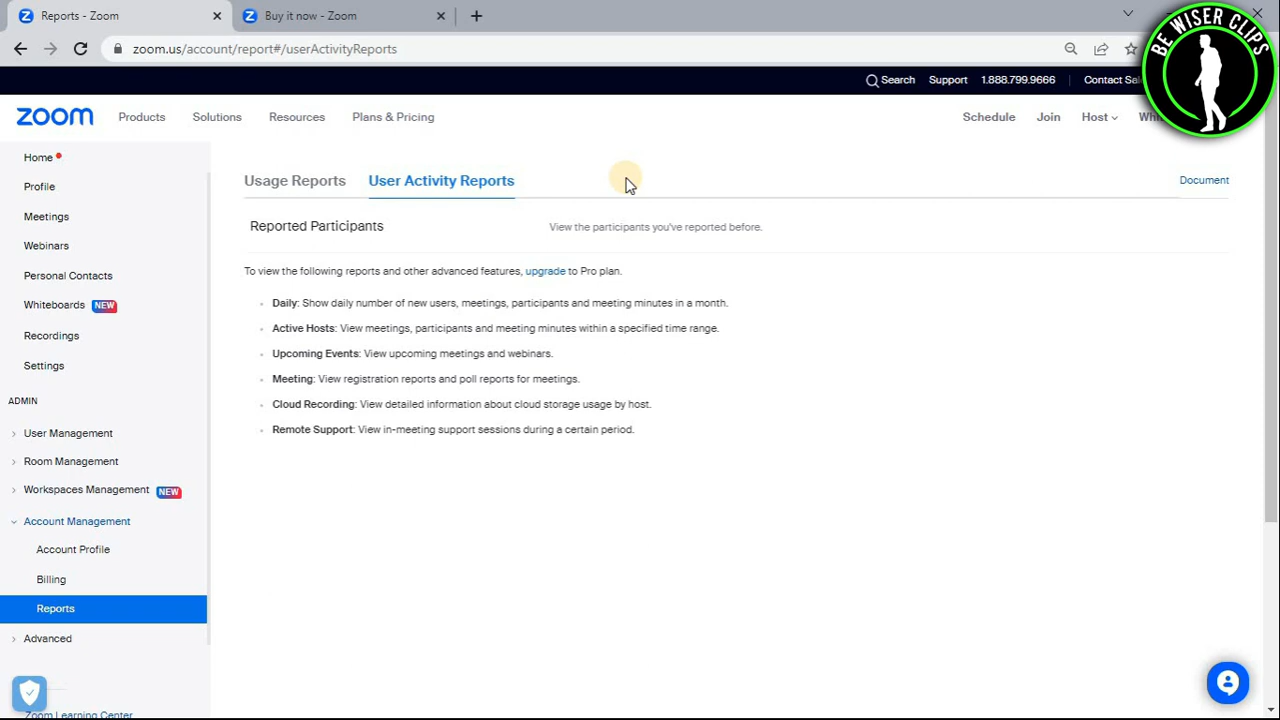 Reports - Zoom
Buy it now - Zoom
zoom.us/account/report#/userActivityReports
BE WISER CLIPS
Search Support 1.888.799.9666 Contact
zoom Products Solutions Resources Plans & Pricing Schedule Join Host
Home
Profile
Meetings
Webinars
Personal Contacts
Whiteboards NEW
Recordings
Settings
ADMIN
User Management
Room Management
Workspaces Management NEW
Account Management
Account Profile
Billing
Reports
Advanced
Zoom Learning Center
Usage Reports User Activity Reports Document
Reported Participants View the participants you've reported before.
To view the following reports and other advanced features, upgrade to Pro plan.
Daily: Show daily number of new users, meetings, participants and meeting minutes in a month.
Active Hosts: View meetings, participants and meeting minutes within a specified time range.
Upcoming Events: View upcoming meetings and webinars.
Meeting: View registration reports and poll reports for meetings.
Cloud Recording: View detailed information about cloud storage usage by host.
Remote Support: View in-meeting support sessions during a certain period.